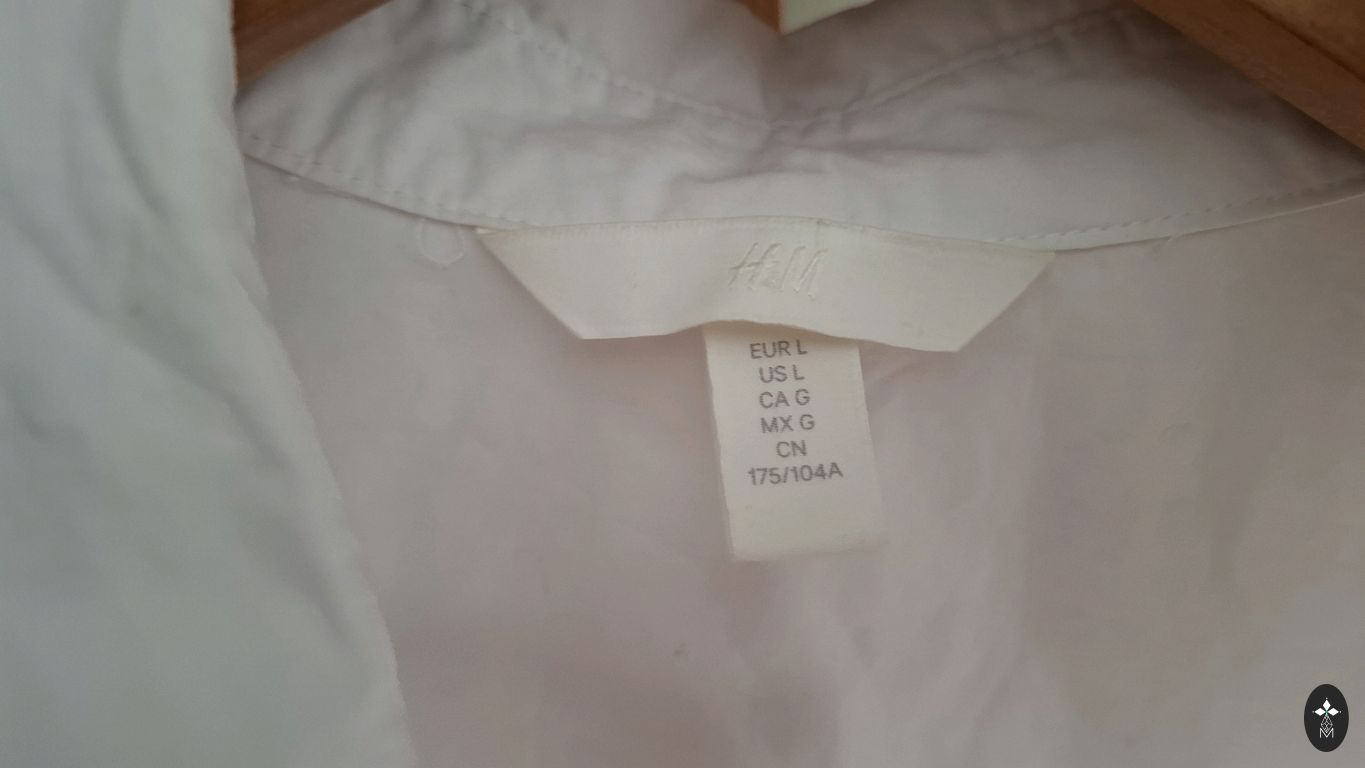 H&M
EUR L
US L
CA G
MX G
CN
175/104A
M